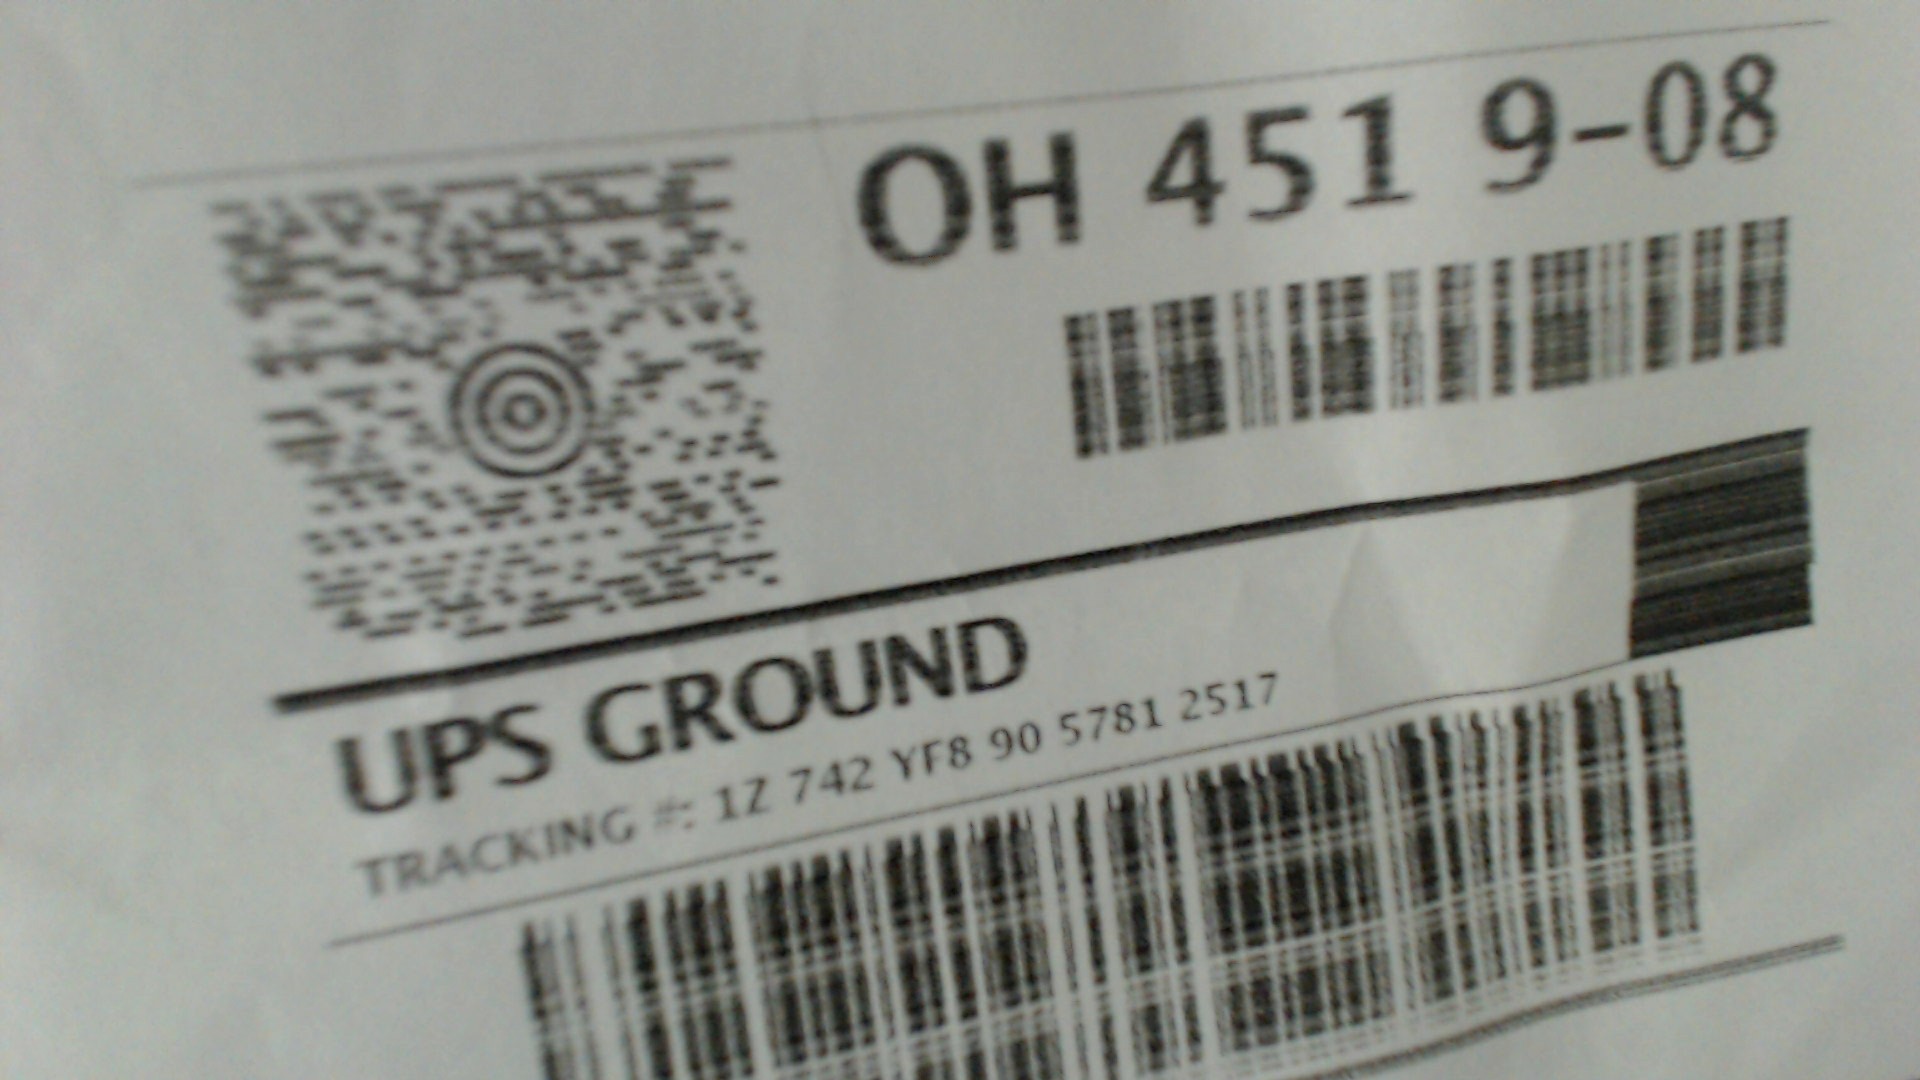 OH 451 9-08
UPS GROUND
TRACKING #: 1Z 742 YF8 90 5781 2517